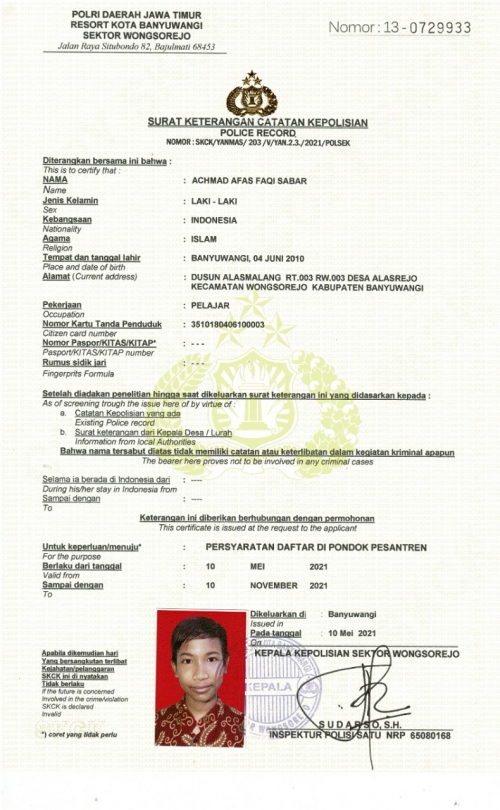 POLRI DAERAH JAWA TIMUR
RESORT KOTA BANYUWANGI
SEKTOR WONGSOREJO
Jalan Raya Situbondo 82, Bajulmati 68453
Nomor : 13 - 0729933
SURAT KETERANGAN CATATAN KEPOLISIAN
POLICE RECORD
NOMOR : SKCK/YANMAS/ 203 /V/YAN.2.3./2021/POLSEK
Diterangkan bersama ini bahwa :
This is to certify that :
NAMA : ACHMAD AFAS FAQI SABAR
Name
Jenis Kelamin : LAKI - LAKI
Sex
Kebangsaan : INDONESIA
Nationality
Agama : ISLAM
Religion
Tempat dan tanggal lahir : BANYUWANGI, 04 JUNI 2010
Place and date of birth
Alamat (Current address) : DUSUN ALASMALANG RT.003 RW.003 DESA ALASREJO
KECAMATAN WONGSOREJO KABUPATEN BANYUWANGI
Pekerjaan : PELAJAR
Occupation
Nomor Kartu Tanda Penduduk : 3510180406100003
Citizen card number
Nomor Paspor/KITAS/KITAP* : - - -
Pasport/KITAS/KITAP number
Rumus sidik jari : - - -
Fingerprits Formula
Setelah diadakan penelitian hingga saat dikeluarkan surat keterangan ini yang didasarkan kepada :
As of screening trough the issue here of by virtue of :
a. Catatan Kepolisian yang ada
Existing Police record
b. Surat keterangan dari Kepala Desa / Lurah
Information from local Authorities
Bahwa nama tersebut diatas tidak memiliki catatan atau keterlibatan dalam kegiatan kriminal apapun
The bearer here proves not to be involved in any criminal cases
Selama ia berada di Indonesia dari : ----
During his/her stay in Indonesia from
Sampai dengan : ----
To
Keterangan ini diberikan berhubungan dengan permohonan
This certificate is issued at the request to the applicant
Untuk keperluan/menuju* : PERSYARATAN DAFTAR DI PONDOK PESANTREN
For the purpose
Berlaku dari tanggal : 10 MEI 2021
Valid from
Sampai dengan : 10 NOVEMBER 2021
To
Dikeluarkan di : Banyuwangi
Issued in
Pada tanggal : 10 Mei 2021
On
KEPALA KEPOLISIAN SEKTOR WONGSOREJO
KEPALA
SUDARSO, S.H.
INSPEKTUR POLISI SATU NRP 65080168
Apabila dikemudian hari
Yang bersangkutan terlibat
Kejahatan/pelanggaran
SKCK ini di nyatakan
Tidak berlaku
If the future is concerned
Involved in the crime/violation
SKCK is declared
Invalid
SKCK
*) coret yang tidak perlu